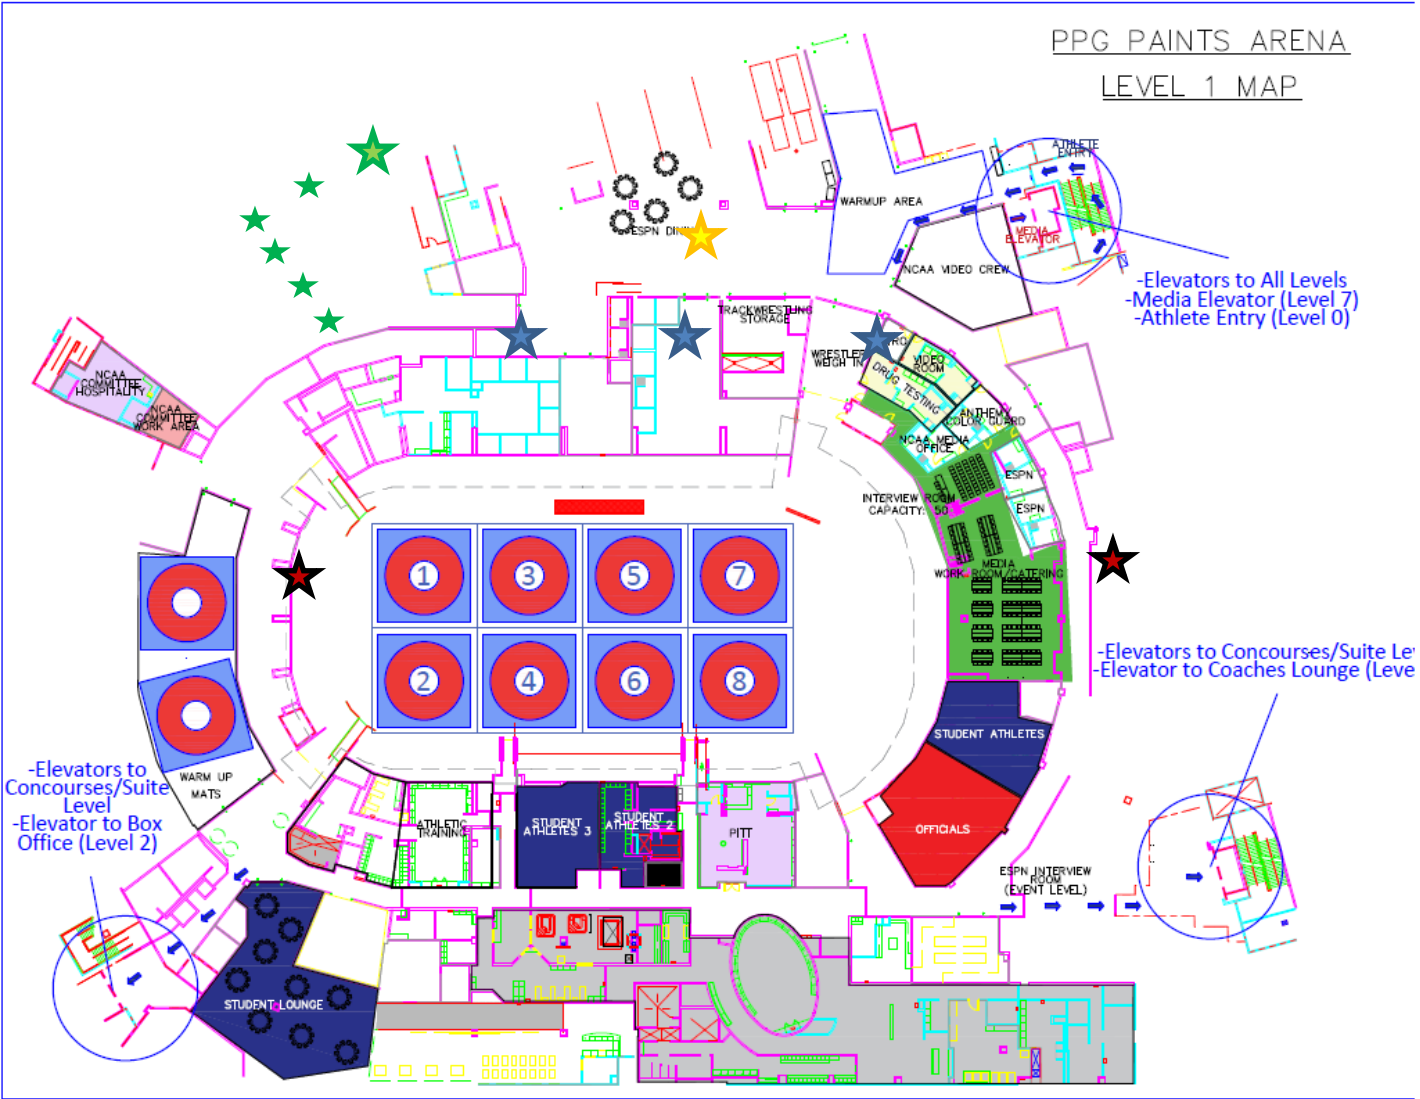 PPG PAINTS ARENA
LEVEL 1 MAP
ATHLETE
ENTRY
WARMUP AREA
MEDIA
ELEVATOR
ESPN
NCAA VIDEO CREW
-Elevators to All Levels
-Media Elevator (Level 7)
-Athlete Entry (Level 0)
TRACKWRESTLING
STORAGE
WRESTLER
WEIGH IN
VIDEO
ROOM
DRUG TESTING
NCAA
COMMITTEE
HOSPITALITY
NCAA
COMMITTEE
WORK AREA
ANTHEM
COLOR GUARD
NCAA MEDIA
OFFICE
ESPN
INTERVIEW ROOM
CAPACITY: 50
ESPN
MEDIA
WORK ROOM/CATERING
1
3
5
7
2
4
6
8
-Elevators to Concourses/Suite
-Elevator to Coaches Lounge
STUDENT ATHLETES
WARM UP
MATS
-Elevators to
Concourses/Suite
Level
-Elevator to Box
Office (Level 2)
ATHLETIC
TRAINING
STUDENT
ATHLETES 3
STUDENT
ATHLETES 2
PITT
OFFICIALS
ESPN INTERVIEW
ROOM
(EVENT LEVEL)
STUDENT LOUNGE